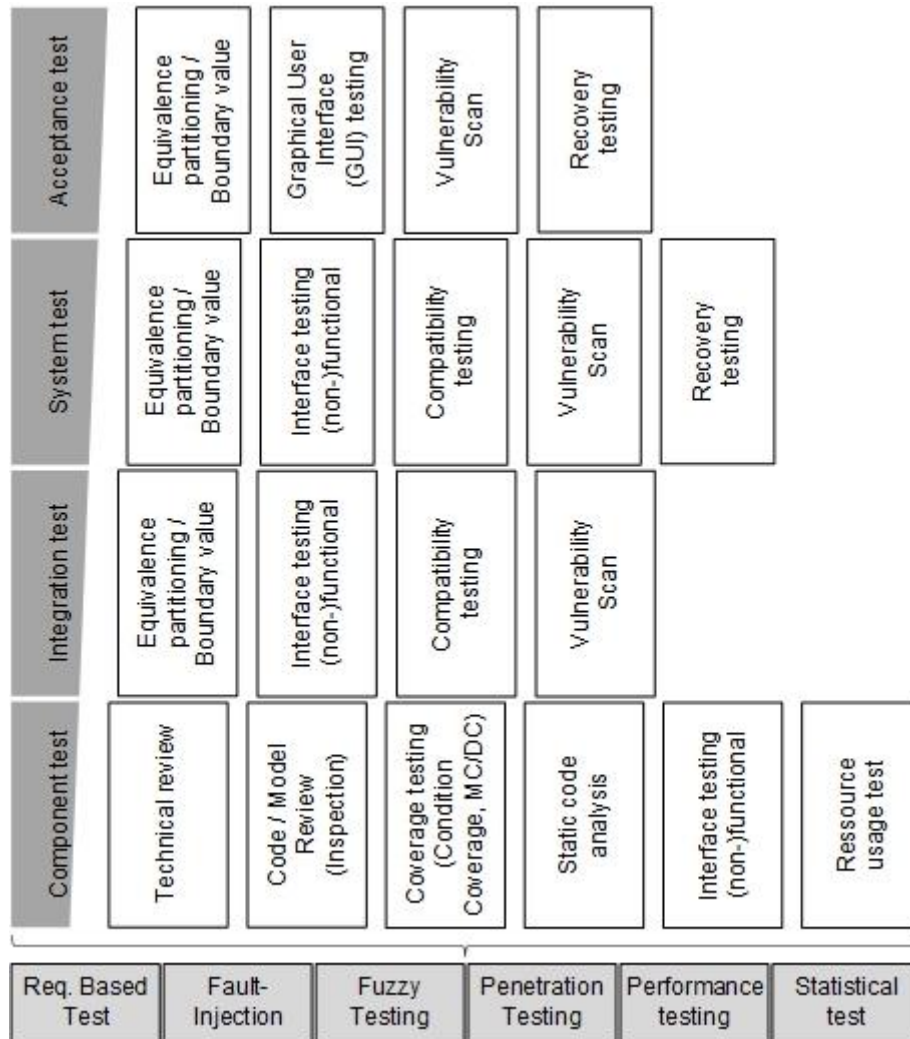 Acceptance test
Equivalence
partitioning /
Boundary value
Graphical User
Interface
(GUI) testing
Vulnerability
Scan
Recovery
testing
System test
Equivalence
partitioning /
Boundary value
Interface testing
(non-)functional
Compatibility
testing
Vulnerability
Scan
Recovery
testing
Integration test
Equivalence
partitioning /
Boundary value
Interface testing
(non-)functional
Compatibility
testing
Vulnerability
Scan
Component test
Technical review
Code / Model
Review
(Inspection)
Coverage testing
(Condition
Coverage, MC/DC)
Static code
analysis
Interface testing
(non-)functional
Ressource
usage test
Req. Based
Test
Fault-
Injection
Fuzzy
Testing
Penetration
Testing
Performance
testing
Statistical
test